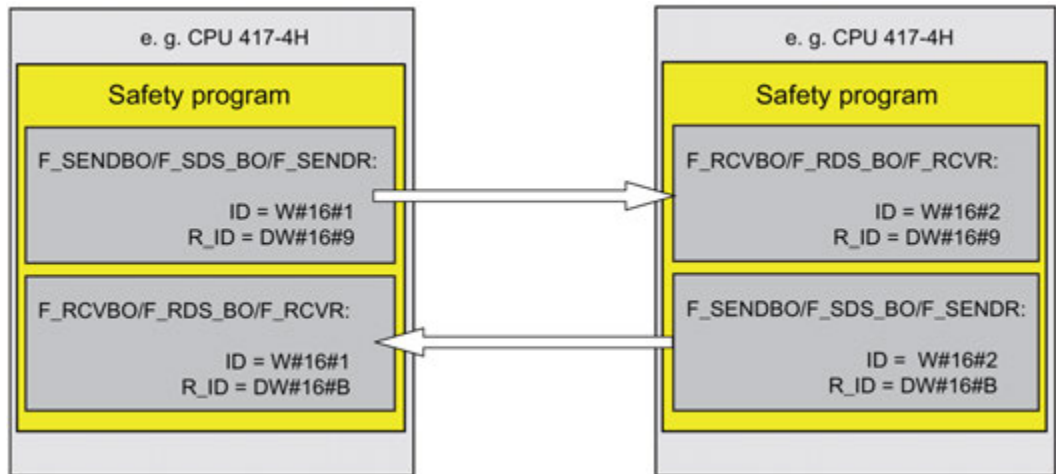 e. g. CPU 417-4H
Safety program
F_SENDBO/F_SDS_BO/F_SENDR:
ID = W#16#1
R_ID = DW#16#9
F_RCVBO/F_RDS_BO/F_RCVR:
ID = W#16#1
R_ID = DW#16#B
e. g. CPU 417-4H
Safety program
F_RCVBO/F_RDS_BO/F_RCVR:
ID = W#16#2
R_ID = DW#16#9
F_SENDBO/F_SDS_BO/F_SENDR:
ID = W#16#2
R_ID = DW#16#B